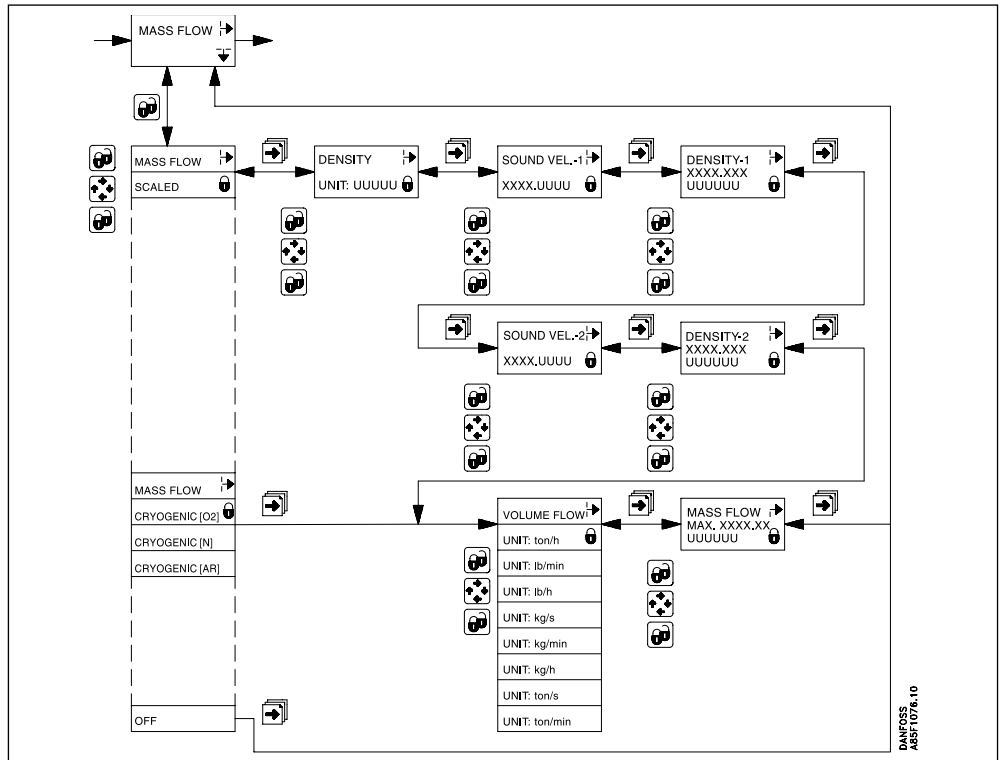 MASS FLOW
MASS FLOW
SCALED
DENSITY
UNIT: UUUUU
SOUND VEL.-1
XXXX.UUUU
DENSITY-1
XXXX.XXX
UUUUUU
SOUND VEL.-2
XXXX.UUUU
DENSITY-2
XXXX.XXX
UUUUUU
MASS FLOW
CRYOGENIC [O2]
CRYOGENIC [N]
CRYOGENIC [AR]
OFF
VOLUME FLOW
UNIT: ton/h
UNIT: lb/min
UNIT: lb/h
UNIT: kg/s
UNIT: kg/min
UNIT: kg/h
UNIT: ton/s
UNIT: ton/min
MASS FLOW
MAX. XXXX.XX
UUUUUU
DANFOSS
A85F1076.10